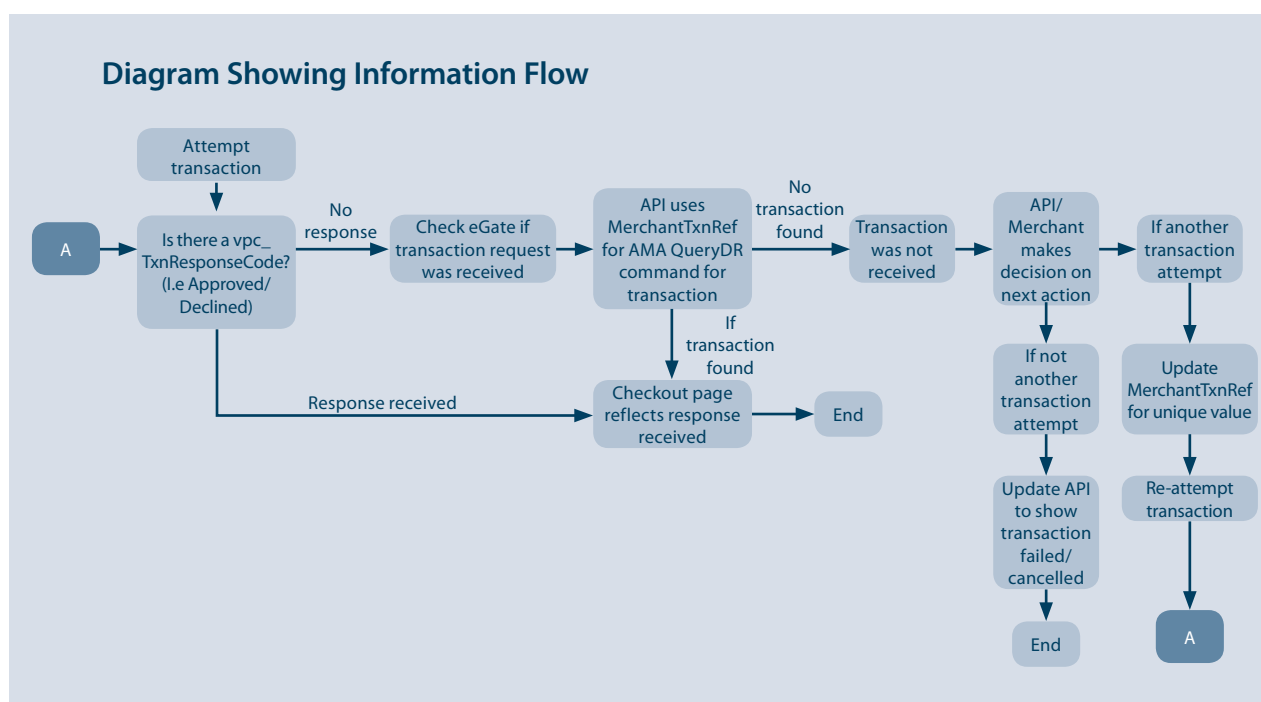 Diagram Showing Information Flow
Attempt
transaction
A
Is there a vpc_
TxnResponseCode?
(I.e Approved/
Declined)
No
response
Check eGate if
transaction request
was received
API uses
MerchantTxnRef
for AMA QueryDR
command for
transaction
No
transaction
found
Transaction
was not
received
API/
Merchant
makes
decision on
next action
If another
transaction
attempt
If
transaction
found
Response received
Checkout page
reflects response
received
End
If not
another
transaction
attempt
Update
MerchantTxnRef
for unique value
Update API
to show
transaction
failed/
cancelled
Re-attempt
transaction
End
A